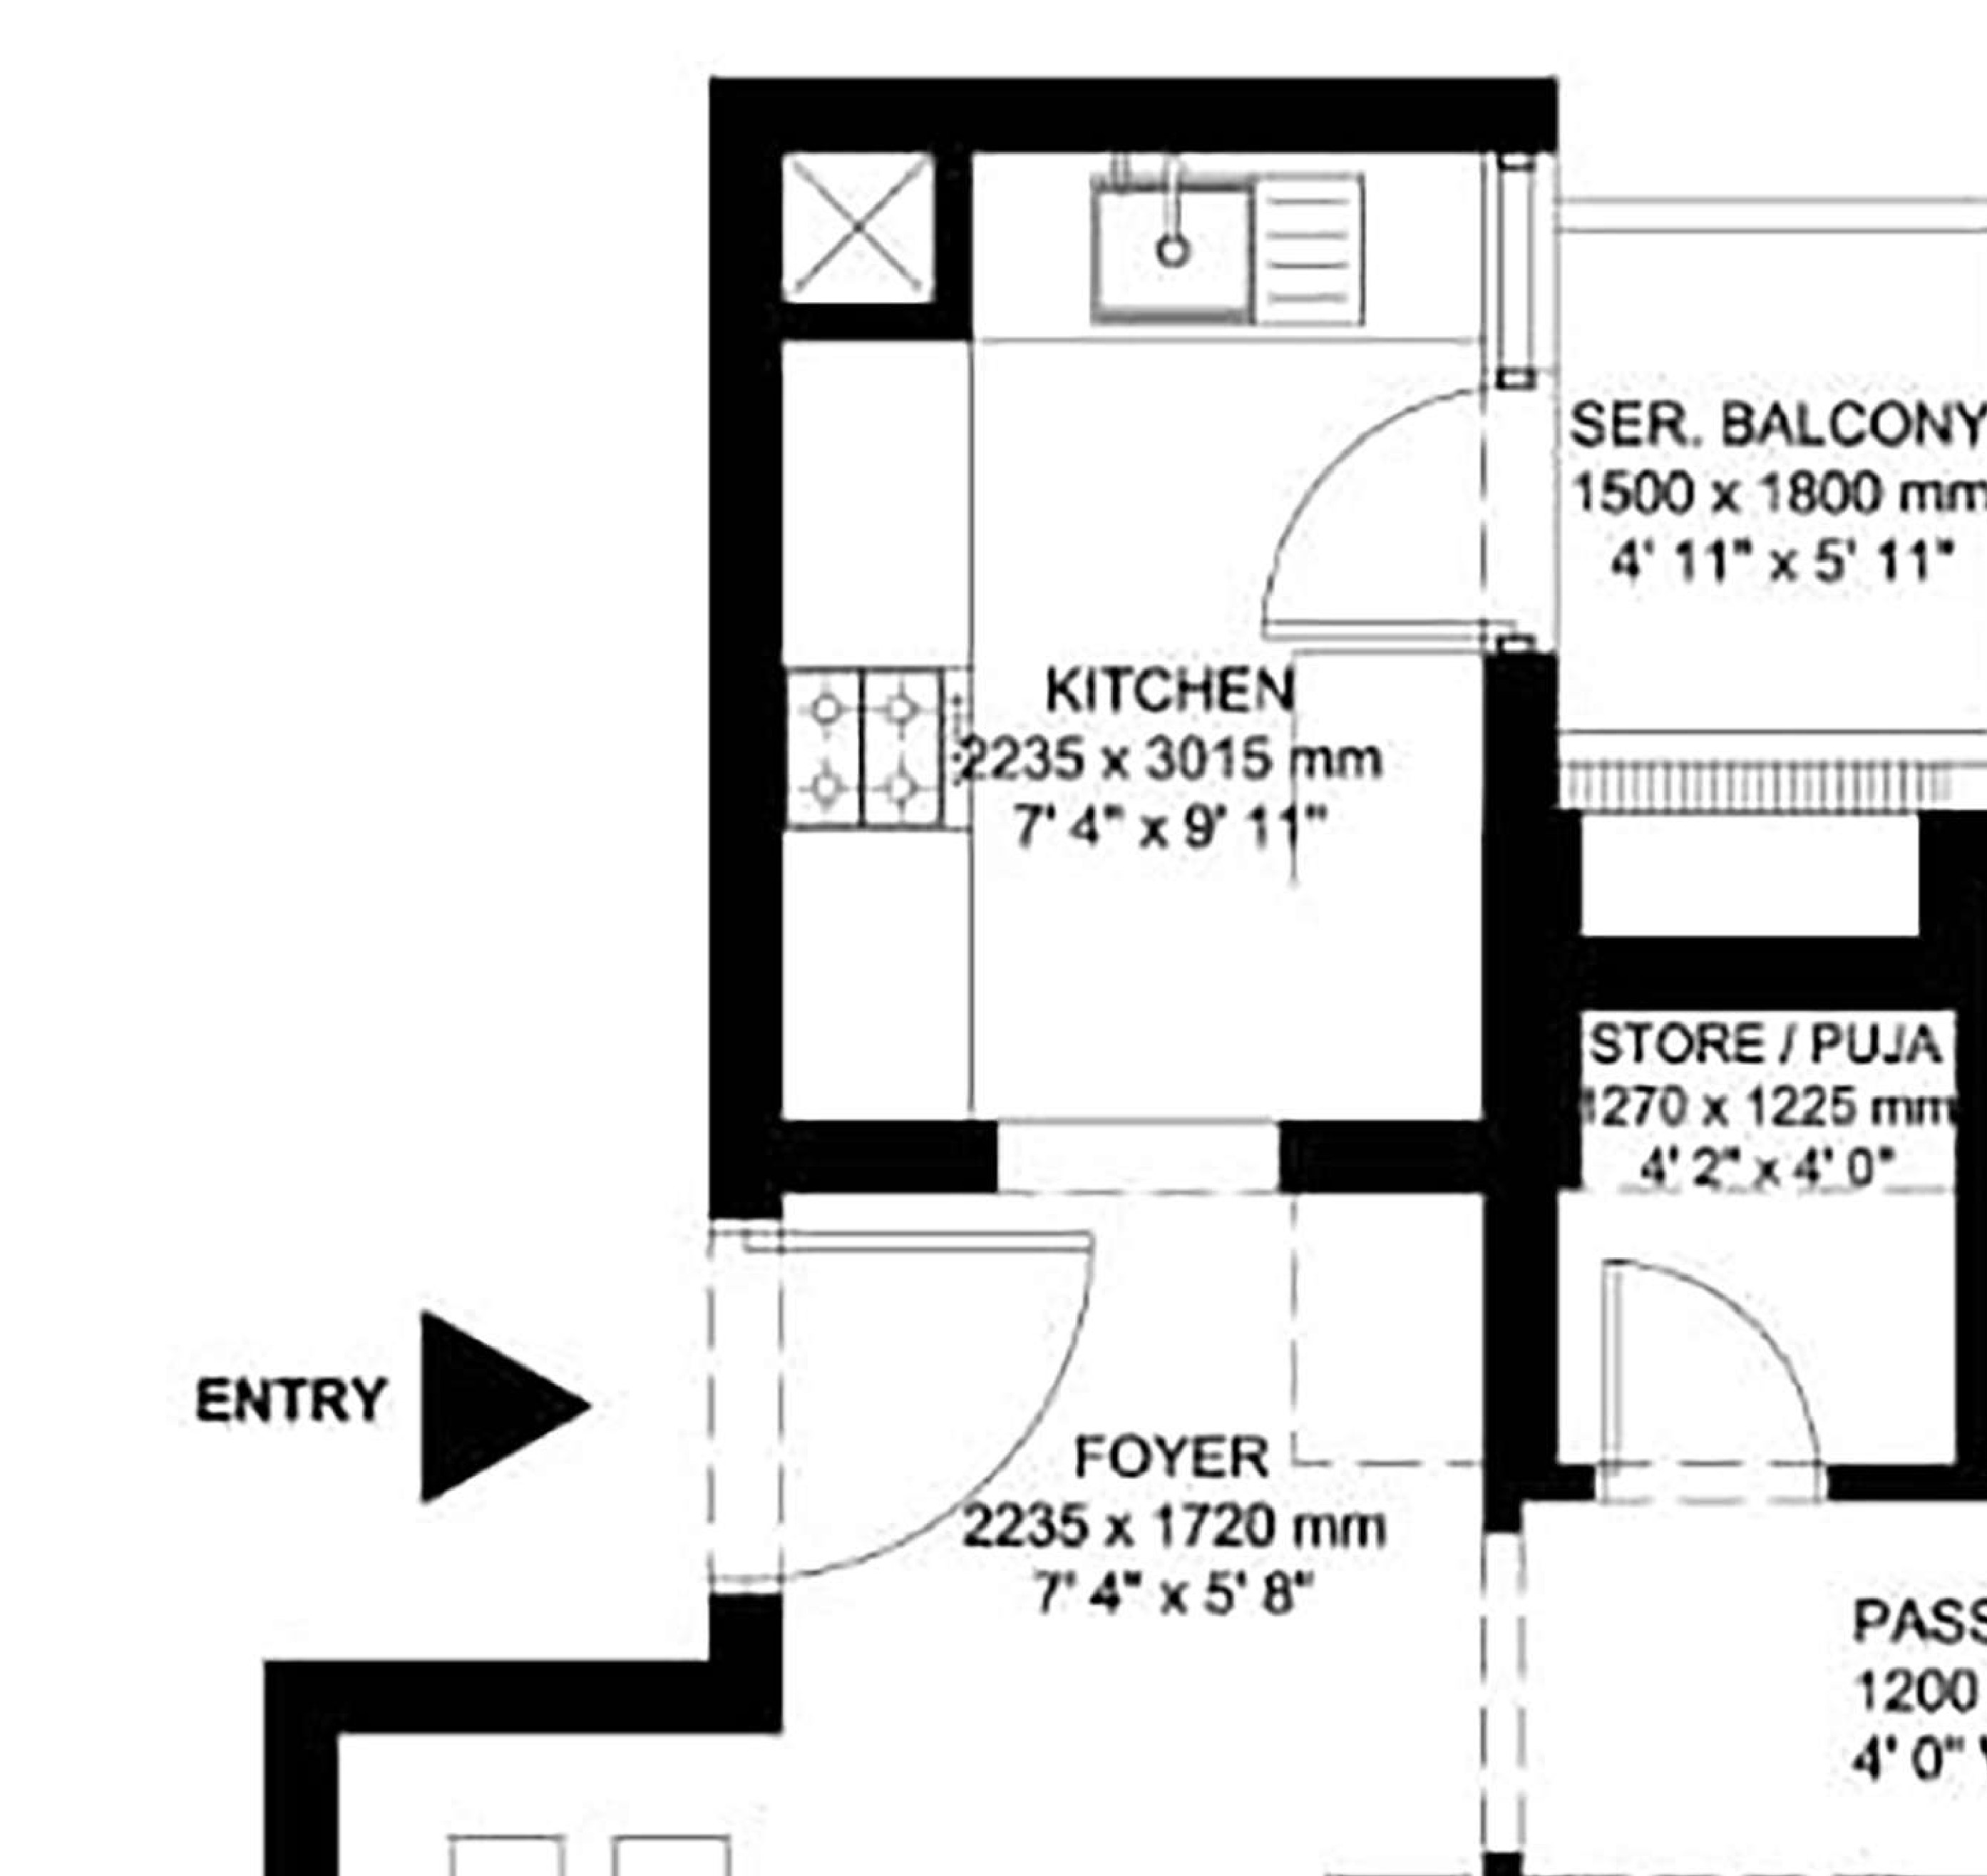 SER. BALCONY
1500 x 1800 mm
4' 11" x 5' 11"
KITCHEN
2235 x 3015 mm
7' 4" x 9' 11"
STORE / PUJA
1270 x 1225 mm
4' 2" x 4' 0"
ENTRY
FOYER
2235 x 1720 mm
7' 4" x 5' 8"
PASS
1200
4' 0"